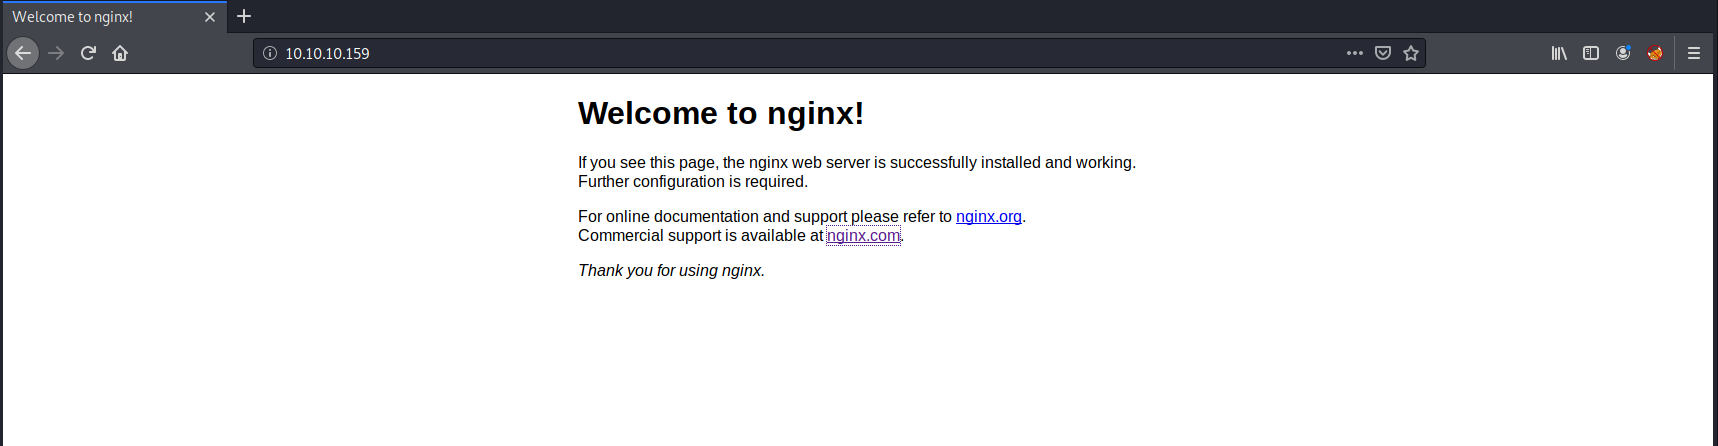 Welcome to nginx!
10.10.10.159
Welcome to nginx!
If you see this page, the nginx web server is successfully installed and working.
Further configuration is required.
For online documentation and support please refer to nginx.org.
Commercial support is available at nginx.com.
Thank you for using nginx.